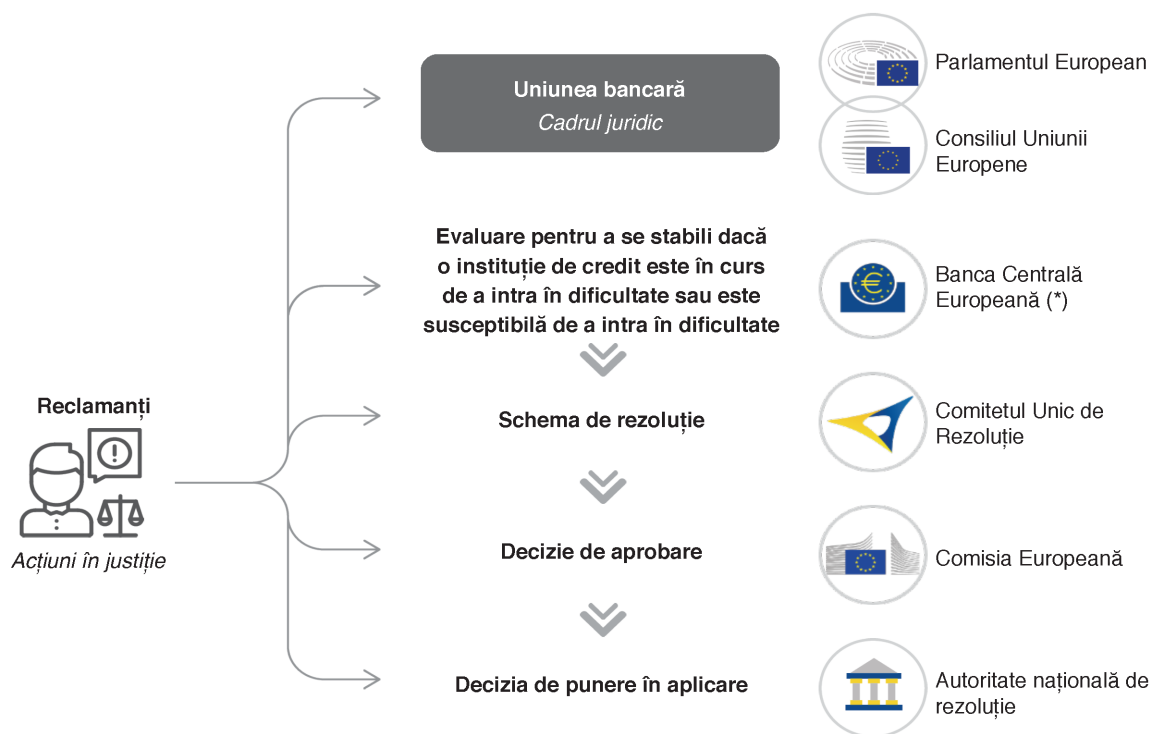 Uniunea bancară
Cadrul juridic
Parlamentul European
Consiliul Uniunii
Europene
Evaluare pentru a se stabili dacă
o instituție de credit este în curs
de a intra în dificultate sau este
susceptibilă de a intra în dificultate
Banca Centrală
Europeană (*)
Reclamanți
Acțiuni în justiție
Schema de rezoluție
Comitetul Unic de
Rezoluție
Decizie de aprobare
Comisia Europeană
Decizia de punere în aplicare
Autoritate națională de
rezoluție